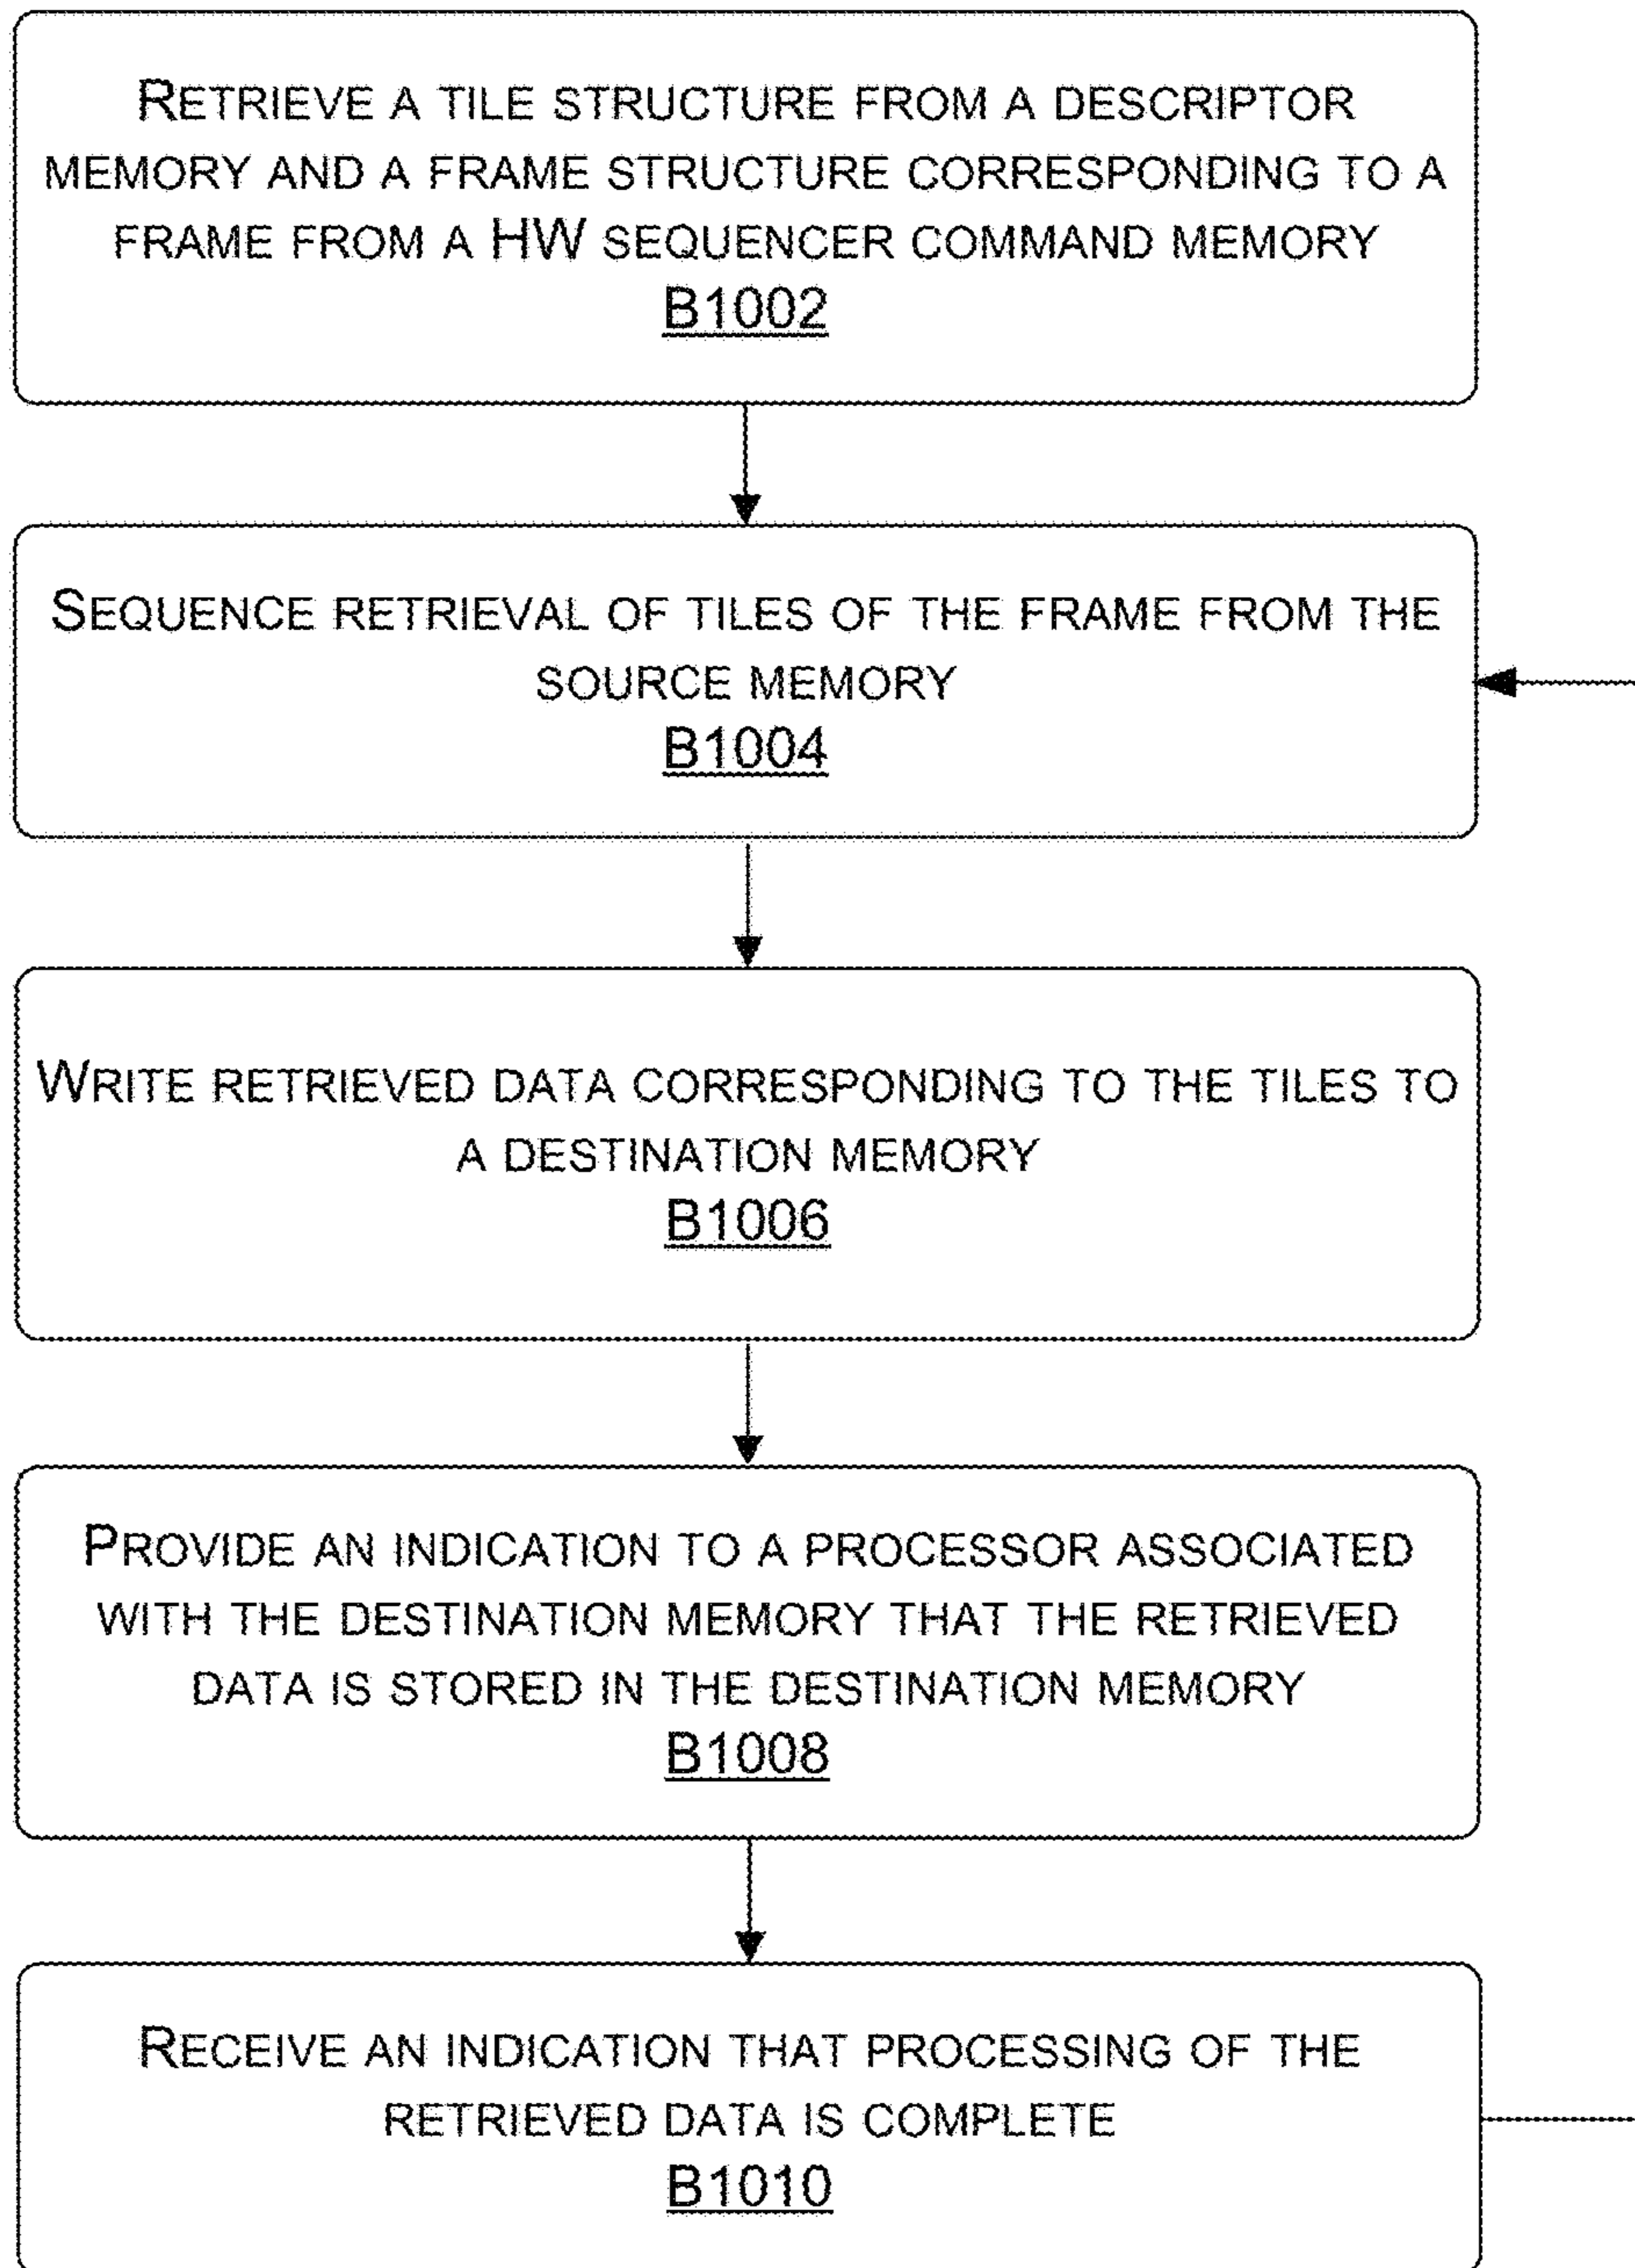 RETRIEVE A TILE STRUCTURE FROM A DESCRIPTOR
MEMORY AND A FRAME STRUCTURE CORRESPONDING TO A
FRAME FROM A HW SEQUENCER COMMAND MEMORY
B1002
SEQUENCE RETRIEVAL OF TILES OF THE FRAME FROM THE
SOURCE MEMORY
B1004
WRITE RETRIEVED DATA CORRESPONDING TO THE TILES TO
A DESTINATION MEMORY
B1006
PROVIDE AN INDICATION TO A PROCESSOR ASSOCIATED
WITH THE DESTINATION MEMORY THAT THE RETRIEVED
DATA IS STORED IN THE DESTINATION MEMORY
B1008
RECEIVE AN INDICATION THAT PROCESSING OF THE
RETRIEVED DATA IS COMPLETE
B1010